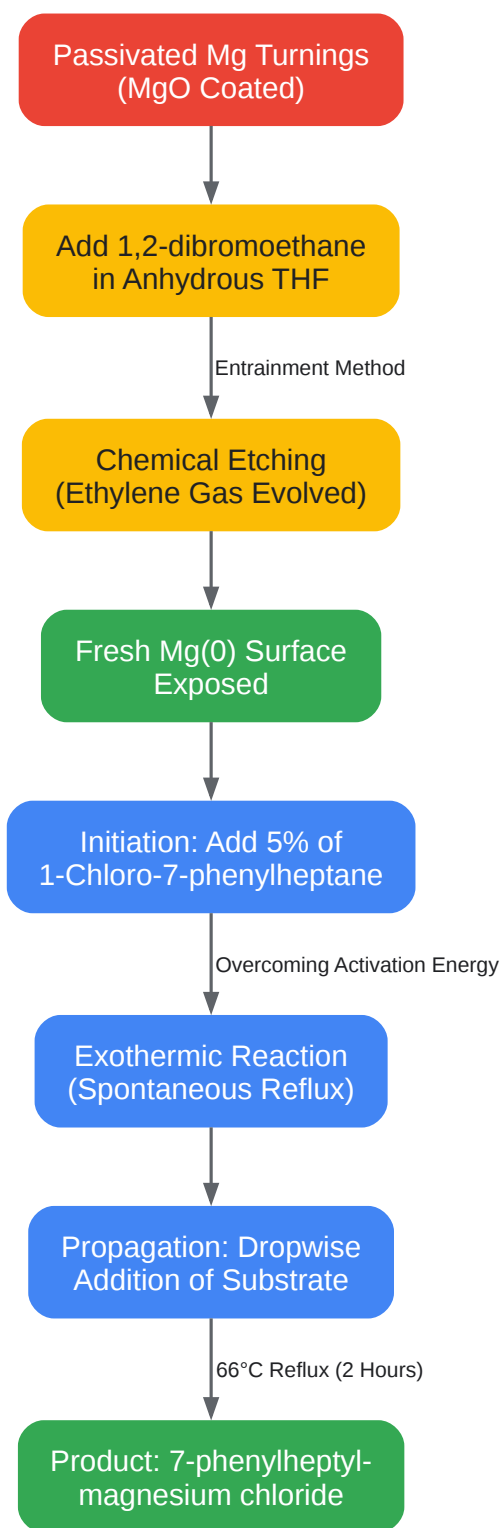 Passivated Mg Turnings
(MgO Coated)
Add 1,2-dibromoethane
in Anhydrous THF
Entrainment Method
Chemical Etching
(Ethylene Gas Evolved)
Fresh Mg(0) Surface
Exposed
Initiation: Add 5% of
1-Chloro-7-phenylheptane
Overcoming Activation Energy
Exothermic Reaction
(Spontaneous Reflux)
Propagation: Dropwise
Addition of Substrate
66°C Reflux (2 Hours)
Product: 7-phenylheptyl-
magnesium chloride